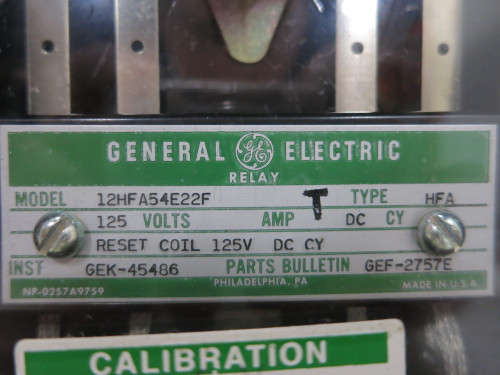 GENERAL GE ELECTRIC
RELAY
MODEL 12HFA54E22F TYPE HFA
125 VOLTS AMP T DC CY
RESET COIL 125V DC CY
INST GEK-45486 PARTS BULLETIN GEF-2757E
PHILADELPHIA, PA
NP-0257A9759 MADE IN U.S.A.
CALIBRATION